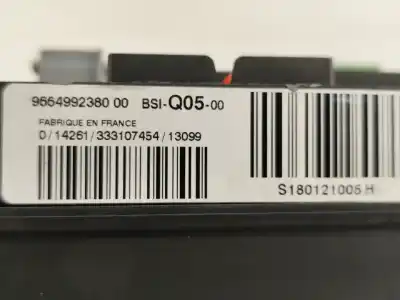 9664992380 00 BSI-Q05-00
FABRIQUE EN FRANCE
D/14261/333107454/13099
S180121005 H